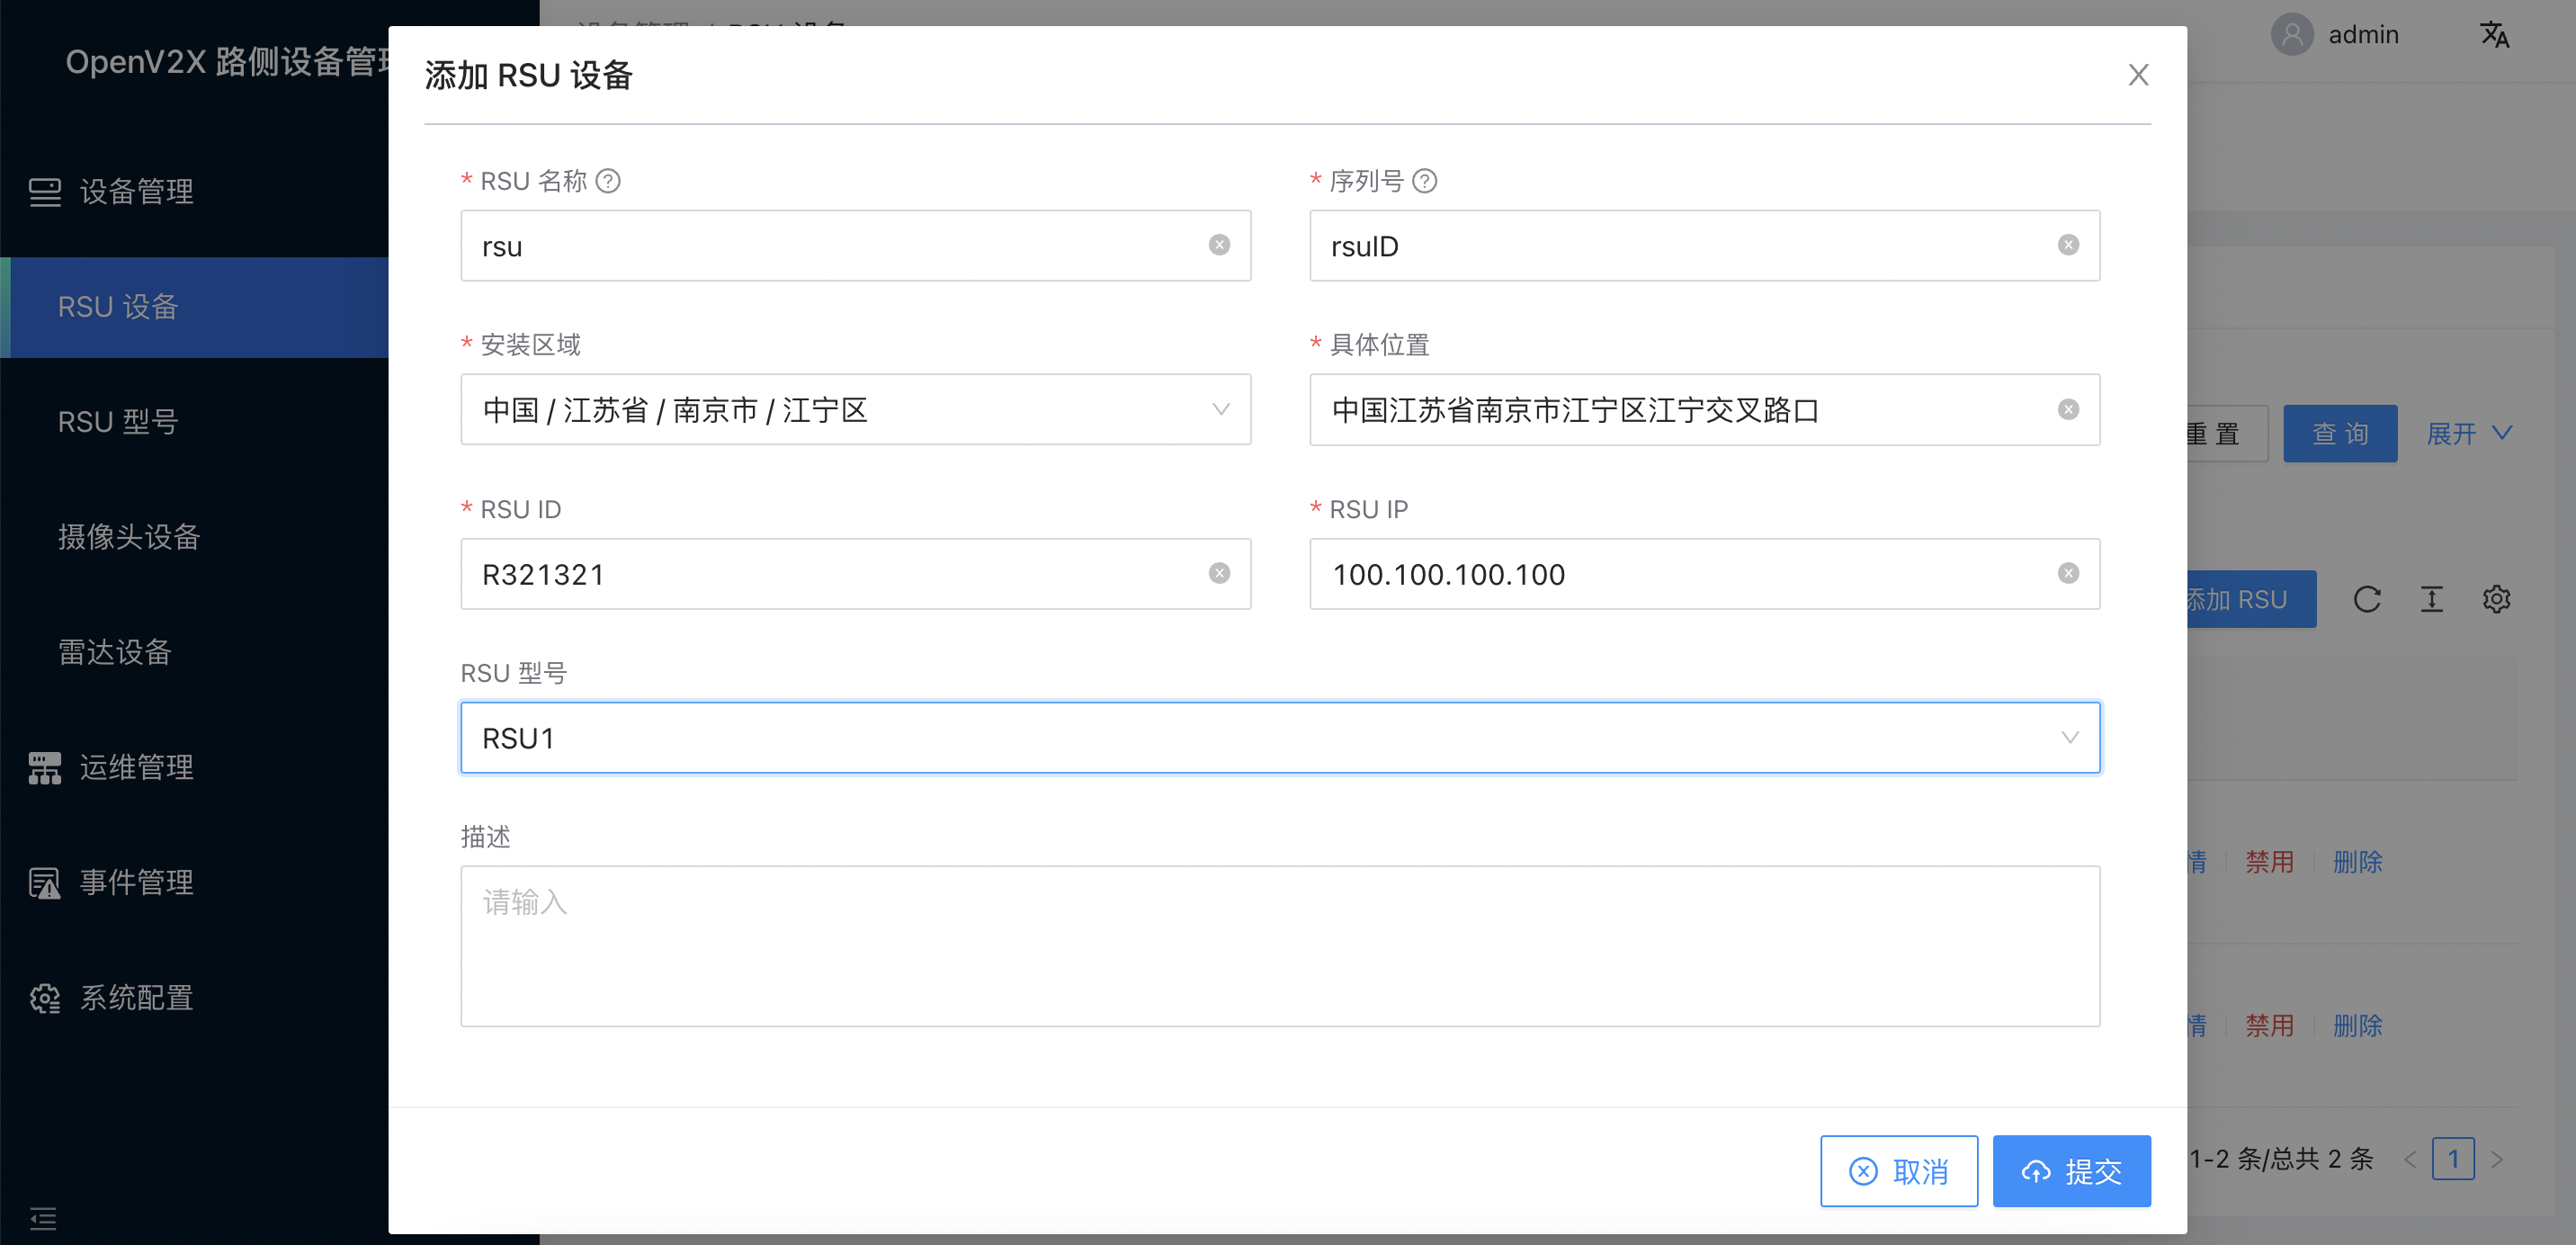 OpenV2X 路侧设备管理
admin
设备管理
RSU 设备
RSU 型号
摄像头设备
雷达设备
运维管理
事件管理
系统配置
添加 RSU 设备
* RSU 名称
* 序列号
rsu
rsuID
* 安装区域
* 具体位置
中国 / 江苏省 / 南京市 / 江宁区
中国江苏省南京市江宁区江宁交叉路口
* RSU ID
* RSU IP
R321321
100.100.100.100
RSU 型号
RSU1
描述
请输入
取消
提交
重 置
查 询
展开
添加 RSU
情 禁用 删除
情 禁用 删除
1-2 条/总共 2 条
1